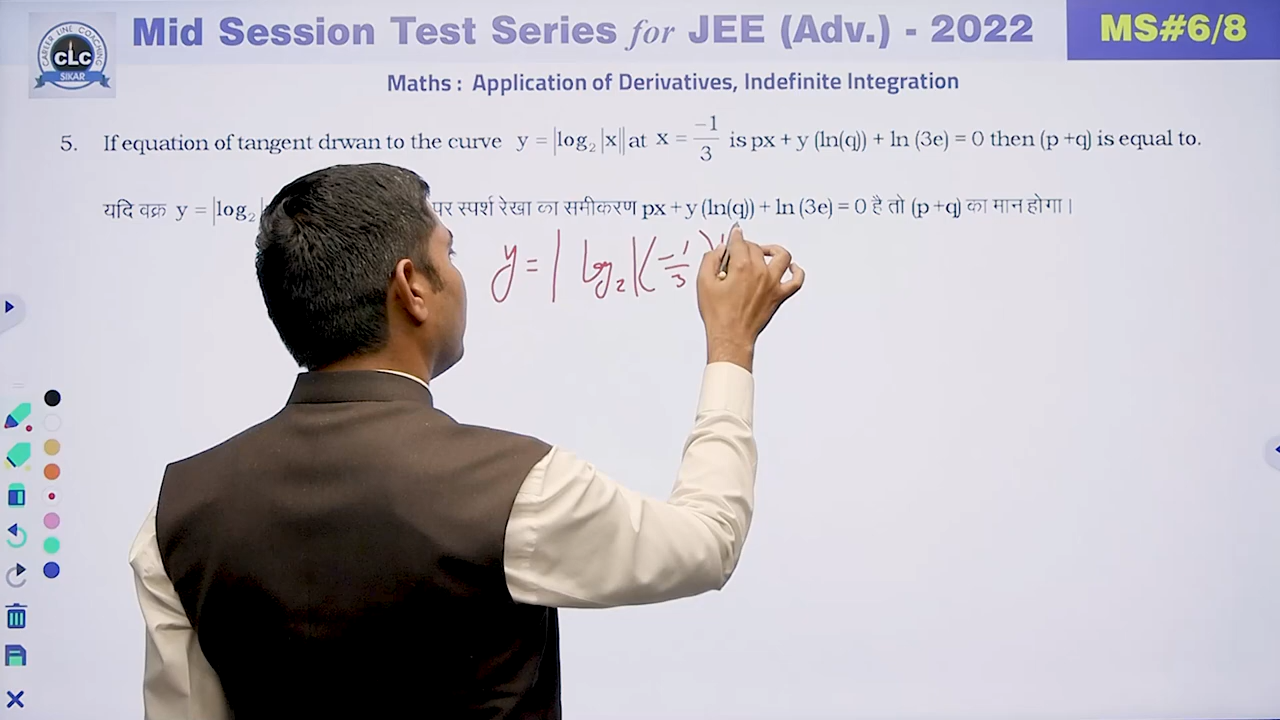 CAREER LINE COACHING
CLC
SIKAR
Mid Session Test Series for JEE (Adv.) - 2022
MS#6/8
Maths : Application of Derivatives, Indefinite Integration
5. If equation of tangent drwan to the curve y = |log₂|x|| at x = -1/3 is px + y (ln(q)) + ln (3e) = 0 then (p +q) is equal to.
यदि वक्र y = |log₂| पर स्पर्श रेखा का समीकरण px + y (ln(q)) + ln (3e) = 0 है तो (p +q) का मान होगा।
y = | log₂ |(-1/3)|